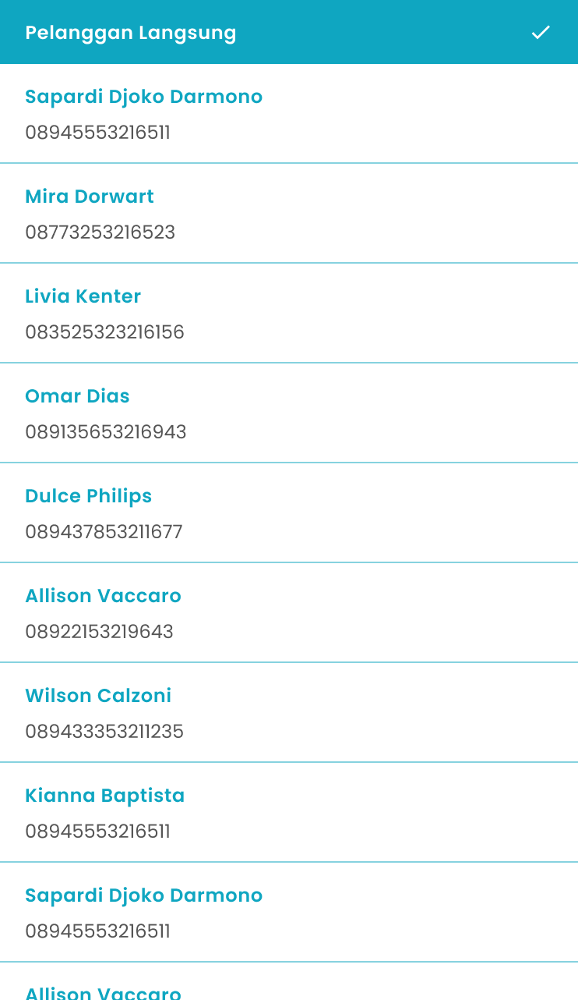 Pelanggan Langsung
Sapardi Djoko Darmono
08945553216511
Mira Dorwart
08773253216523
Livia Kenter
083525323216156
Omar Dias
089135653216943
Dulce Philips
089437853211677
Allison Vaccaro
08922153219643
Wilson Calzoni
089433353211235
Kianna Baptista
08945553216511
Sapardi Djoko Darmono
08945553216511
Allison Vaccaro